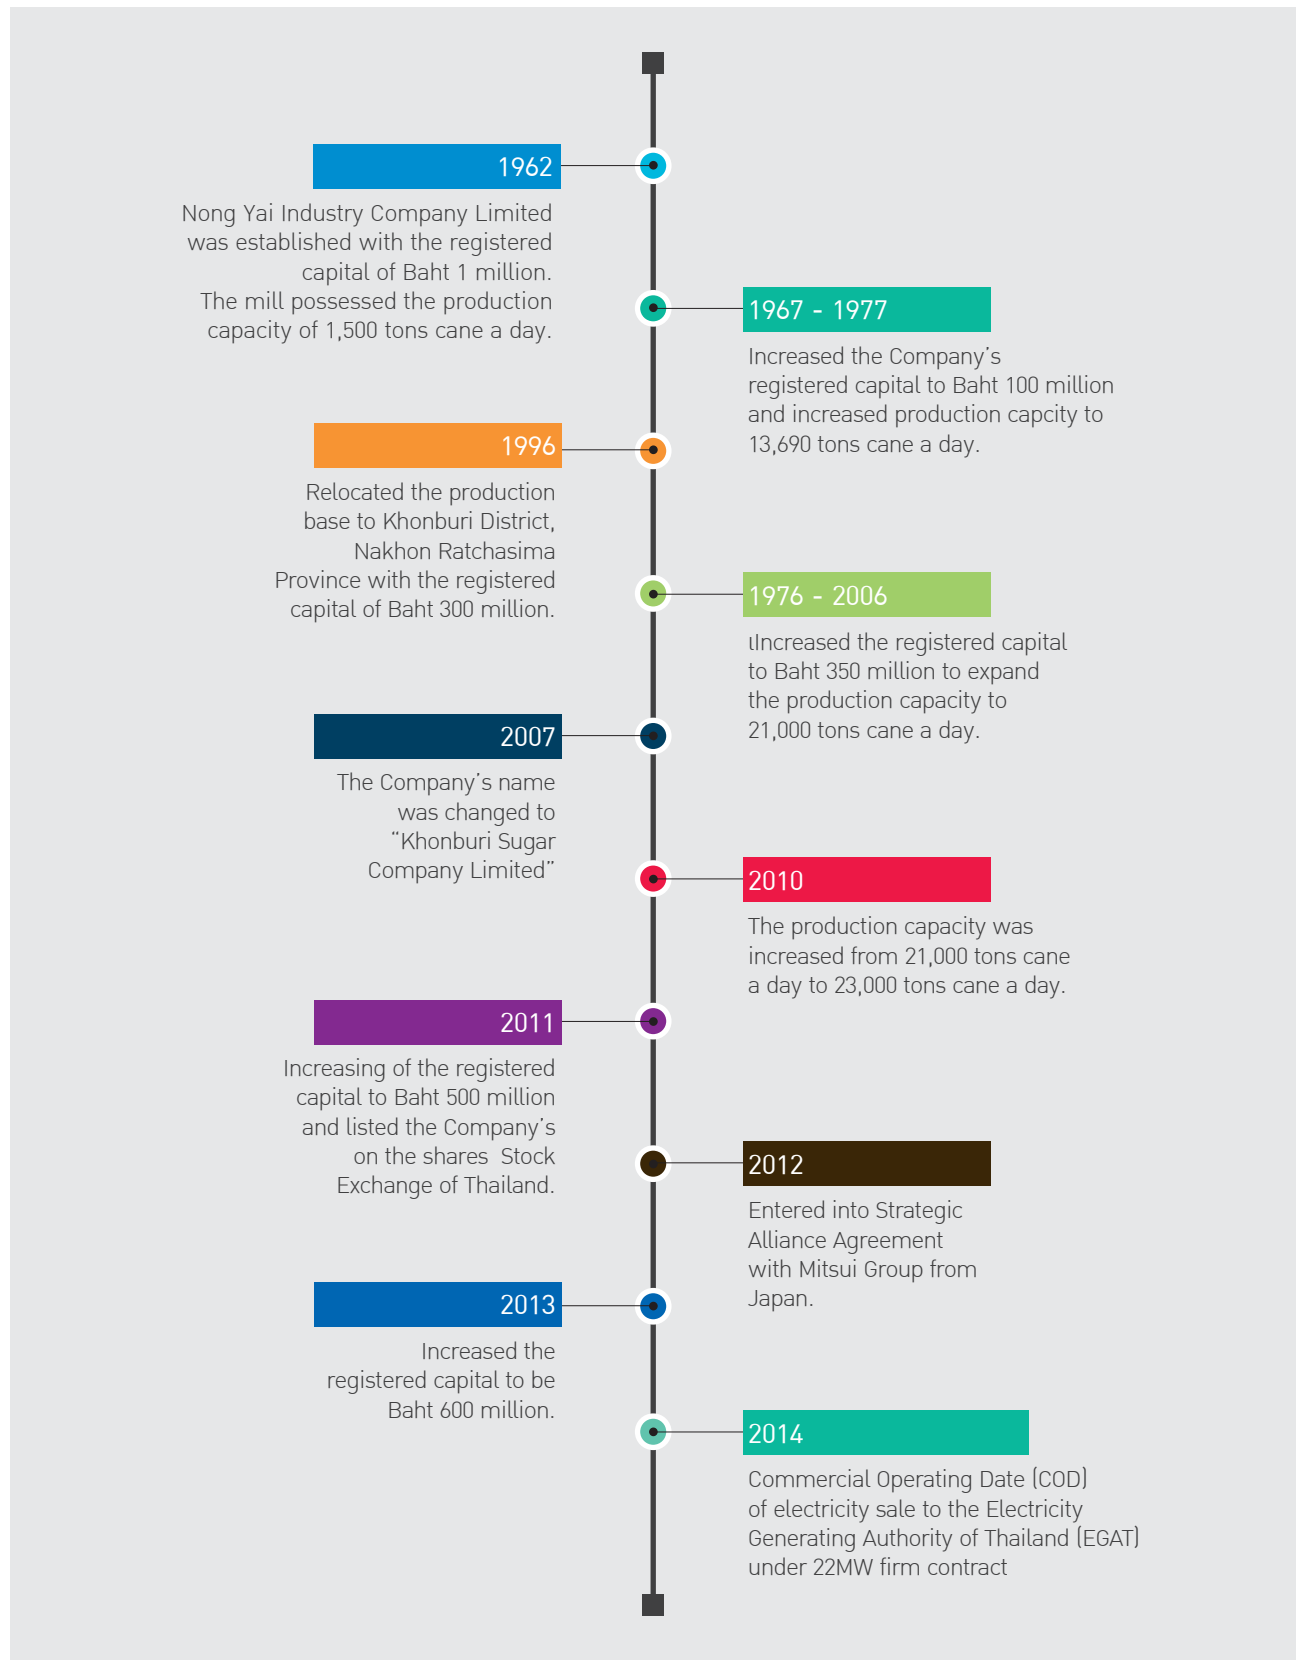 1962
Nong Yai Industry Company Limited
was established with the registered
capital of Baht 1 million.
The mill possessed the production
capacity of 1,500 tons cane a day.
1967 - 1977
Increased the Company’s
registered capital to Baht 100 million
and increased production capcity to
13,690 tons cane a day.
1996
Relocated the production
base to Khonburi District,
Nakhon Ratchasima
Province with the registered
capital of Baht 300 million.
1976 - 2006
ιIncreased the registered capital
to Baht 350 million to expand
the production capacity to
21,000 tons cane a day.
2007
The Company’s name
was changed to
“Khonburi Sugar
Company Limited”
2010
The production capacity was
increased from 21,000 tons cane
a day to 23,000 tons cane a day.
2011
Increasing of the registered
capital to Baht 500 million
and listed the Company’s
on the shares  Stock
Exchange of Thailand.
2012
Entered into Strategic
Alliance Agreement
with Mitsui Group from
Japan.
2013
Increased the
registered capital to be
Baht 600 million.
2014
Commercial Operating Date (COD)
of electricity sale to the Electricity
Generating Authority of Thailand (EGAT)
under 22MW firm contract